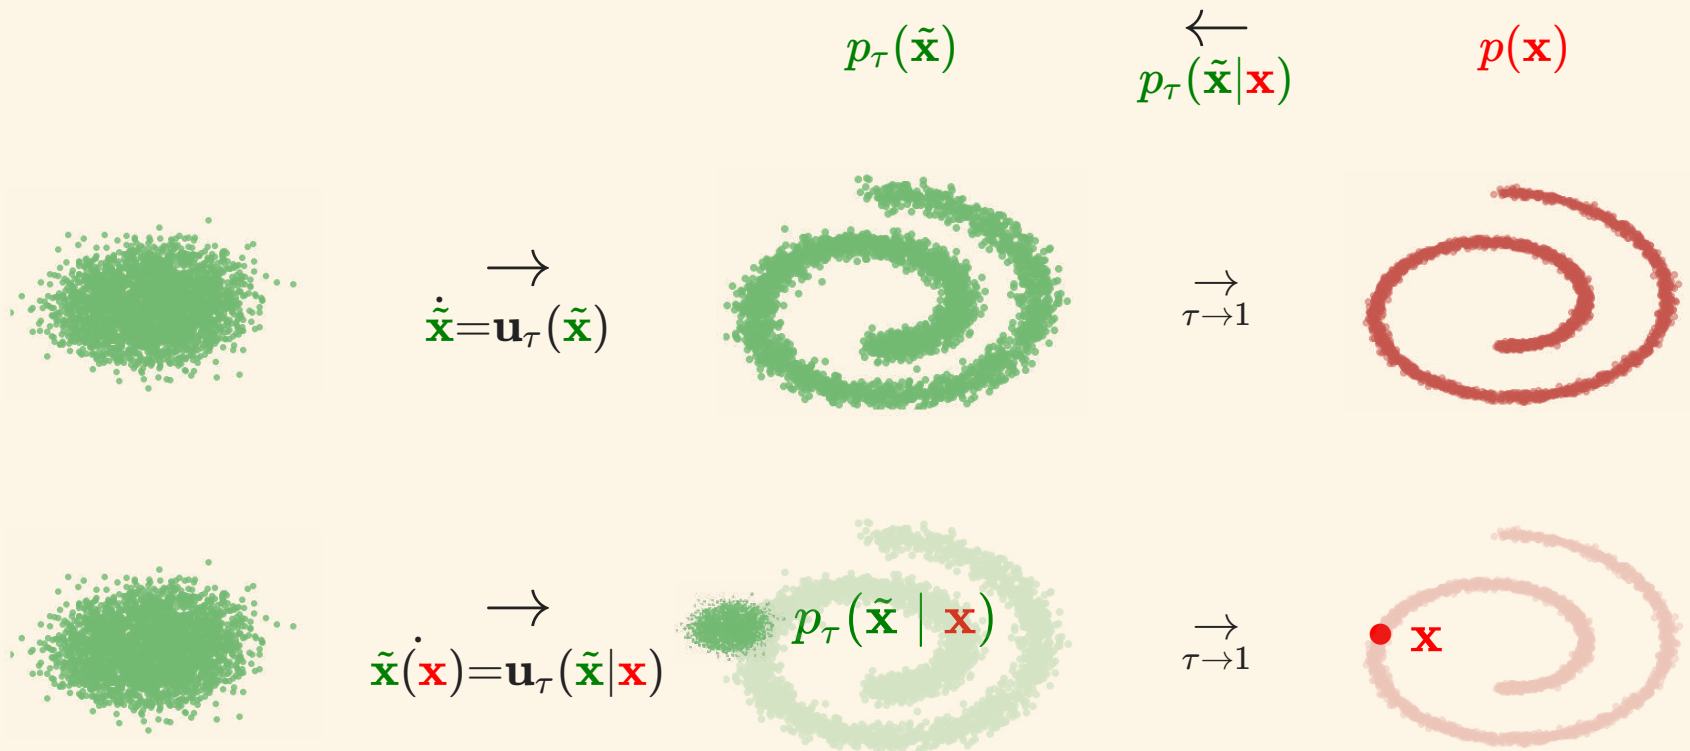 p_τ(x̃) ← p(x)
p_τ(x̃|x)
→ →
ẋ̃=u_τ(x̃) τ→1
→ p_τ(x̃ | x) → x
ẋ̃(x)=u_τ(x̃|x) τ→1